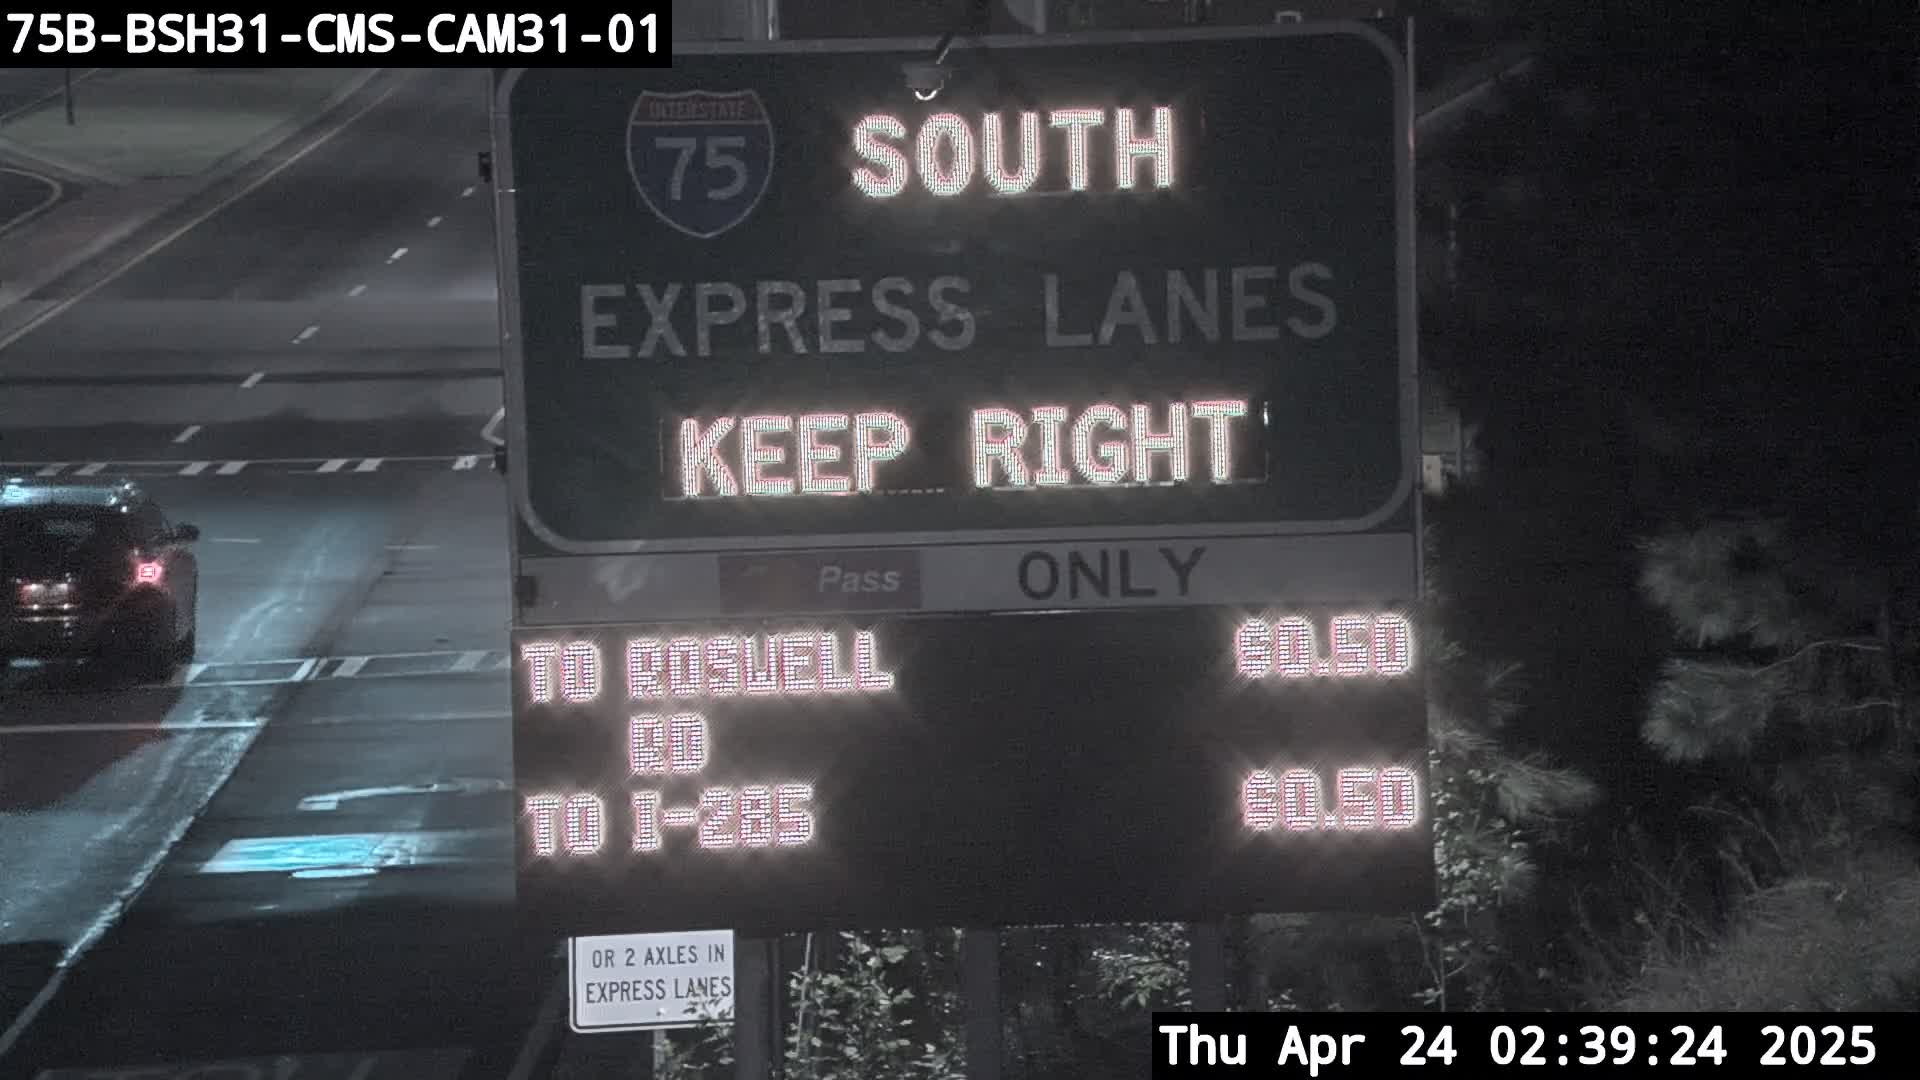 75B-BSH31-CMS-CAM31-01
INTERSTATE
75
SOUTH
EXPRESS LANES
KEEP RIGHT
Pass ONLY
TO ROSWELL $0.50
RD
TO I-285 $0.50
OR 2 AXLES IN
EXPRESS LANES
Thu Apr 24 02:39:24 2025